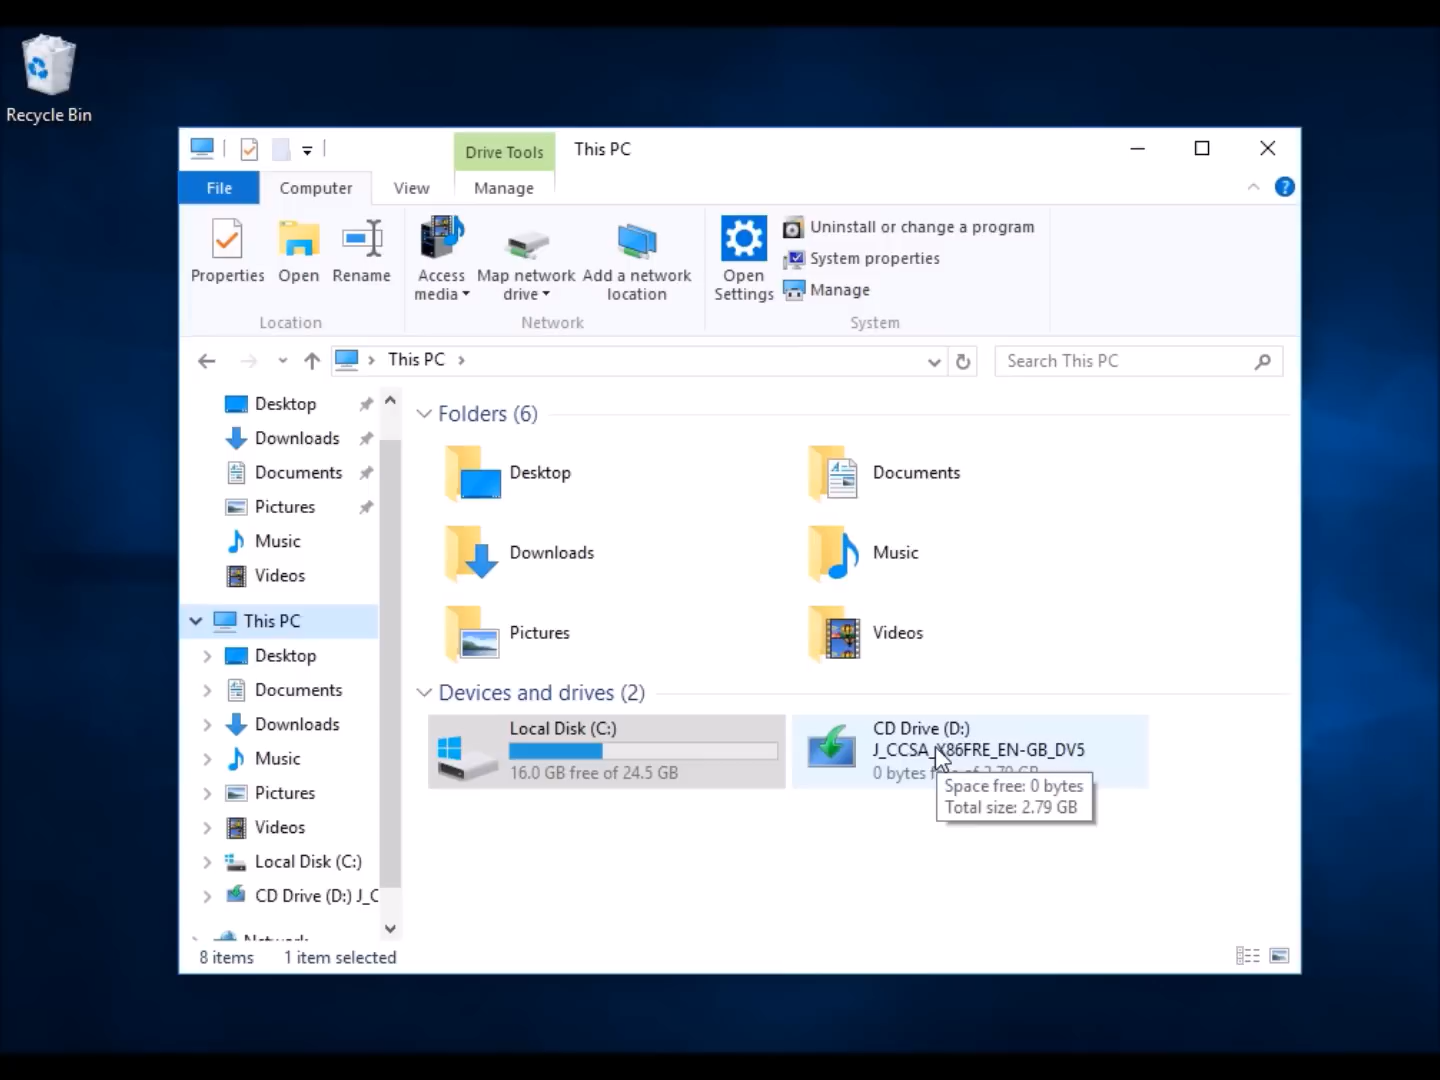 Recycle Bin
Drive Tools
This PC
File
Computer
View
Manage
Properties
Open
Rename
Access media
Map network drive
Add a network location
Open Settings
Uninstall or change a program
System properties
Manage
Location
Network
System
This PC
Search This PC
Desktop
Downloads
Documents
Pictures
Music
Videos
This PC
Desktop
Documents
Downloads
Music
Pictures
Videos
Local Disk (C:)
CD Drive (D:) J_C
Network
Folders (6)
Desktop
Documents
Downloads
Music
Pictures
Videos
Devices and drives (2)
Local Disk (C:)
16.0 GB free of 24.5 GB
CD Drive (D:)
J_CCSA_X86FRE_EN-GB_DV5
0 bytes free of 2.79 GB
Space free: 0 bytes
Total size: 2.79 GB
8 items
1 item selected